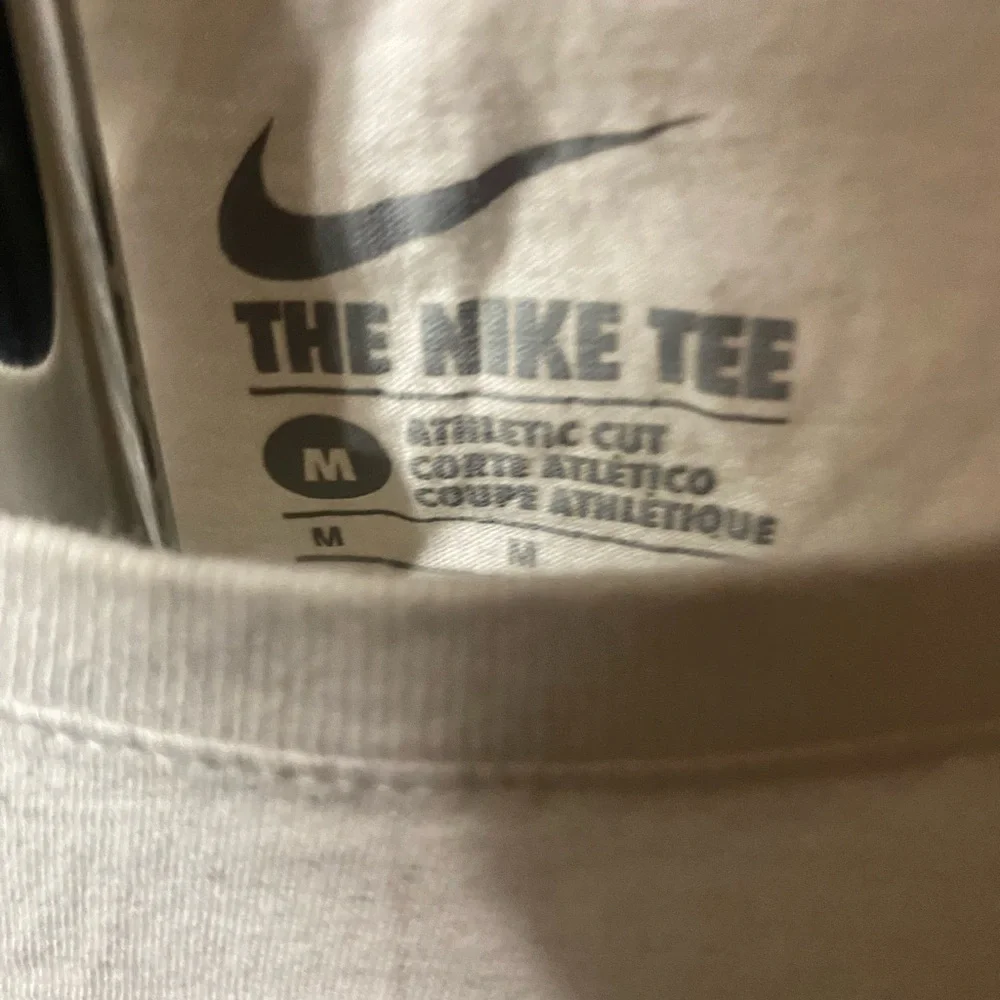 THE NIKE TEE
M
ATHLETIC CUT
CORTE ATLÉTICO
COUPE ATHLÉTIQUE
M M